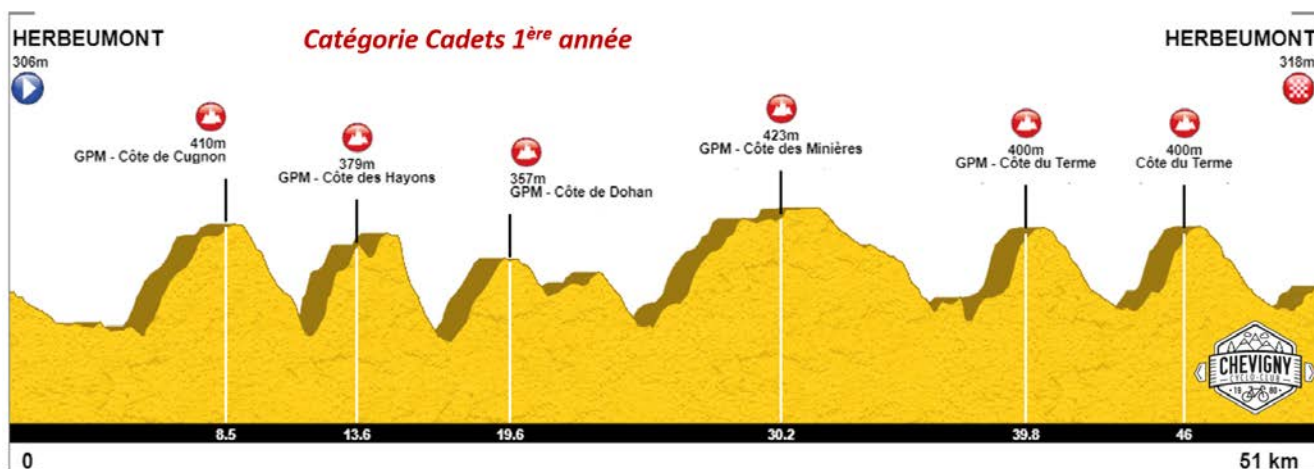 HERBEUMONT
306m
Catégorie Cadets 1ère année
HERBEUMONT
318m
410m
GPM - Côte de Cugnon
379m
GPM - Côte des Hayons
357m
GPM - Côte de Dohan
423m
GPM - Côte des Minières
400m
GPM - Côte du Terme
400m
Côte du Terme
CHEVIGNY
CYCLO-CLUB
8.5
13.6
19.6
30.2
39.8
46
0
51 km